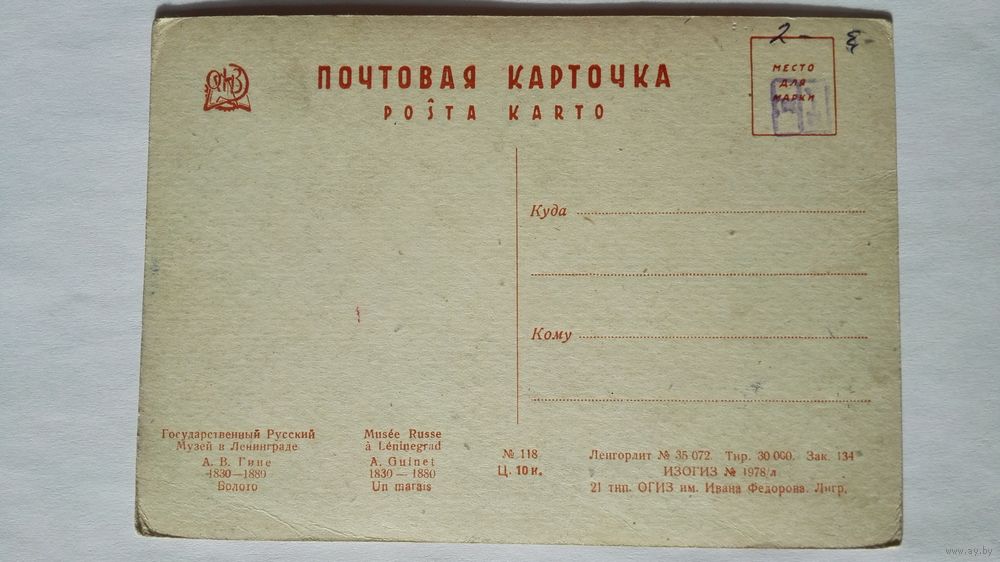 2 -
ПОЧТОВАЯ КАРТОЧКА
POŜTA KARTO
МЕСТО
ДЛЯ
МАРКИ
Куда
Кому
Государственный Русский
Музей в Ленинграде
А. В. Гине
1830—1880
Болото
Musée Russe
à Léninegrad
A. Guinet
1830 — 1880
Un marais
№ 118
Ц. 10 к.
Ленгорлит № 35 072. Тир. 30 000. Зак. 134
ИЗОГИЗ № 1978/л
21 тип. ОГИЗ им. Ивана Федорова. Лнгр.
www.ay.by